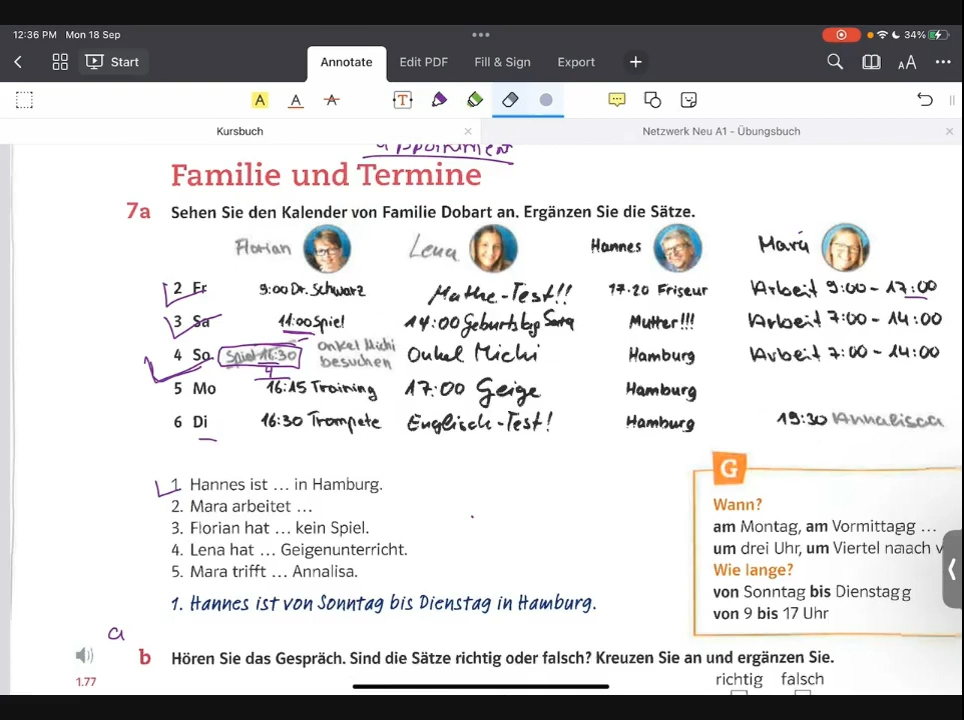 12:36 PM Mon 18 Sep
34%
Start
Annotate
Edit PDF
Fill & Sign
Export
AA
A A A T
Kursbuch
Netzwerk Neu A1 - Übungsbuch
appointment
Familie und Termine
7a Sehen Sie den Kalender von Familie Dobart an. Ergänzen Sie die Sätze.
Florian Lena Hannes Mara
2 Fr 9:00 Dr. Schwarz Mathe-Test!! 17:20 Friseur Arbeit 9:00 - 17:00
3 Sa 11:00 Spiel 14:00 Geburtstag Sara Mutter!!! Arbeit 7:00 - 14:00
4 So Spiel 16:30 Onkel Michi besuchen Onkel Michi Hamburg Arbeit 7:00 - 14:00
4
5 Mo 16:15 Training 17:00 Geige Hamburg
6 Di 16:30 Trompete Englisch-Test! Hamburg 19:30 Annalisa
1. Hannes ist ... in Hamburg.
2. Mara arbeitet ...
3. Florian hat ... kein Spiel.
4. Lena hat ... Geigenunterricht.
5. Mara trifft ... Annalisa.
1. Hannes ist von Sonntag bis Dienstag in Hamburg.
G
Wann?
am Montag, am Vormittag ...
um drei Uhr, um Viertel nach v
Wie lange?
von Sonntag bis Dienstag
von 9 bis 17 Uhr
a
1.77
b Hören Sie das Gespräch. Sind die Sätze richtig oder falsch? Kreuzen Sie an und ergänzen Sie.
richtig falsch